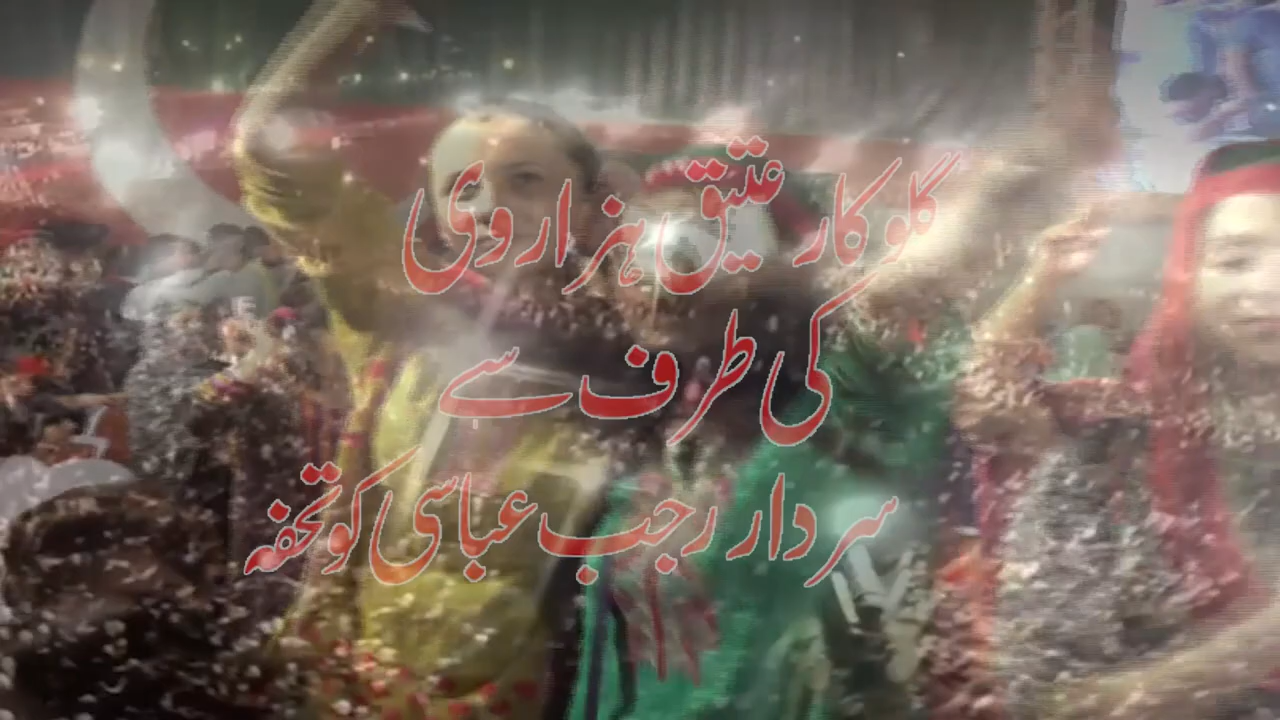 گلوکار عتیق ہزاروی
کی طرف سے
سردار رجب عباسی کو تحفہ